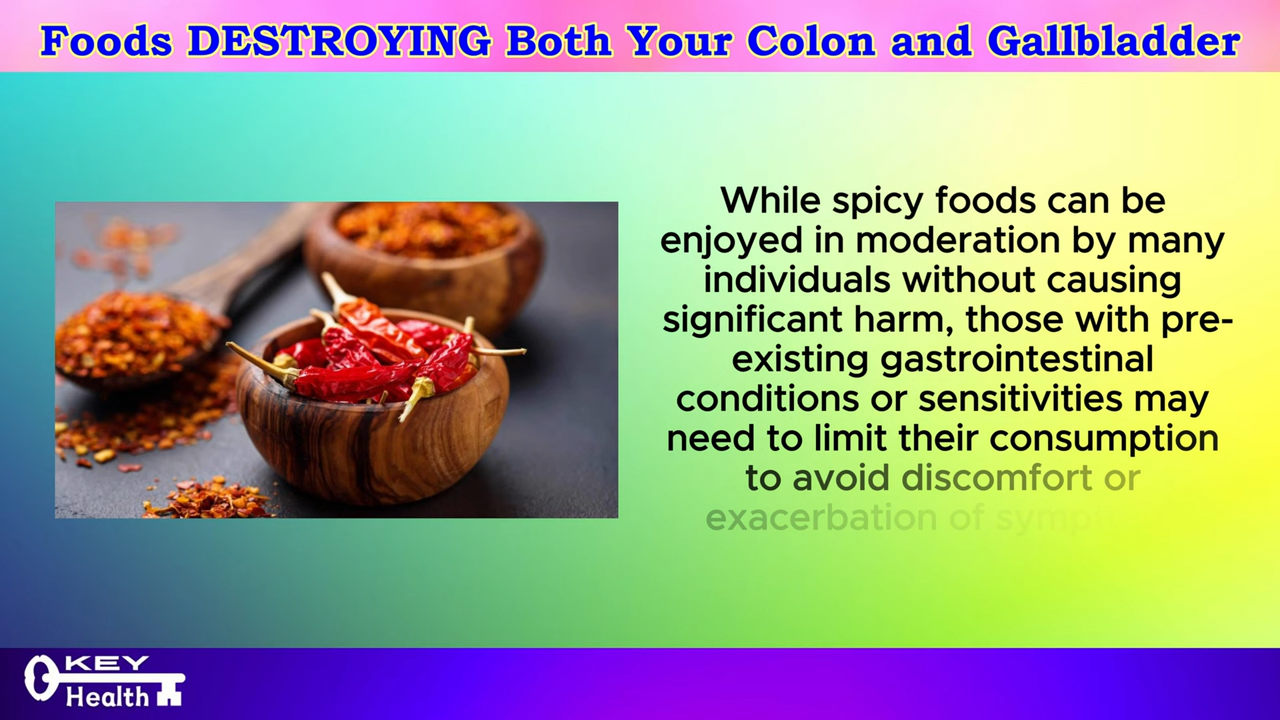 Foods DESTROYING Both Your Colon and Gallbladder
While spicy foods can be
enjoyed in moderation by many
individuals without causing
significant harm, those with pre-
existing gastrointestinal
conditions or sensitivities may
need to limit their consumption
to avoid discomfort or
exacerbation of
KEY
Health